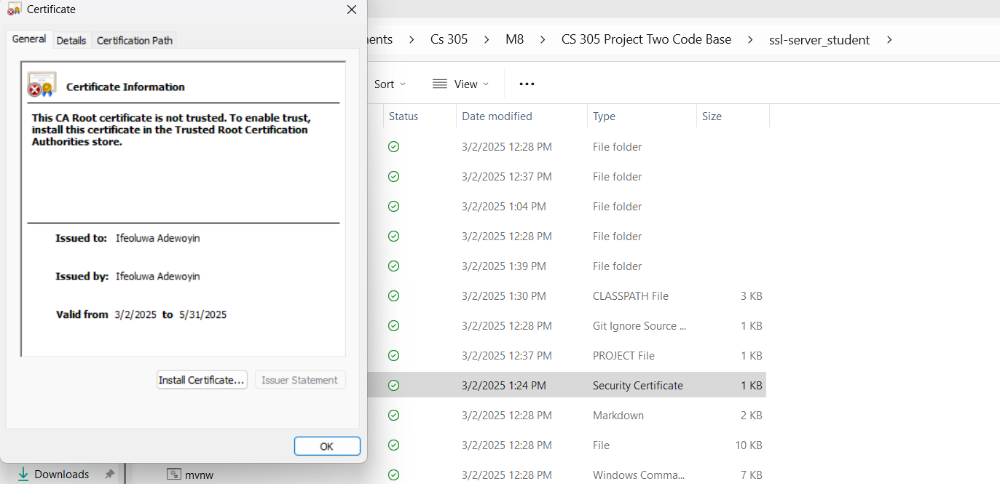 Certificate
General Details Certification Path
Certificate Information
This CA Root certificate is not trusted. To enable trust,
install this certificate in the Trusted Root Certification
Authorities store.
Issued to: Ifeoluwa Adewoyin
Issued by: Ifeoluwa Adewoyin
Valid from 3/2/2025 to 5/31/2025
Install Certificate... Issuer Statement
OK
ments > Cs 305 > M8 > CS 305 Project Two Code Base > ssl-server_student >
Sort View ...
Status Date modified Type Size
3/2/2025 12:28 PM File folder
3/2/2025 12:37 PM File folder
3/2/2025 1:04 PM File folder
3/2/2025 12:28 PM File folder
3/2/2025 1:39 PM File folder
3/2/2025 1:30 PM CLASSPATH File 3 KB
3/2/2025 12:28 PM Git Ignore Source ... 1 KB
3/2/2025 12:37 PM PROJECT File 1 KB
3/2/2025 1:24 PM Security Certificate 1 KB
3/2/2025 12:28 PM Markdown 2 KB
3/2/2025 12:28 PM File 10 KB
Downloads mvnw 3/2/2025 12:28 PM Windows Comma... 7 KB